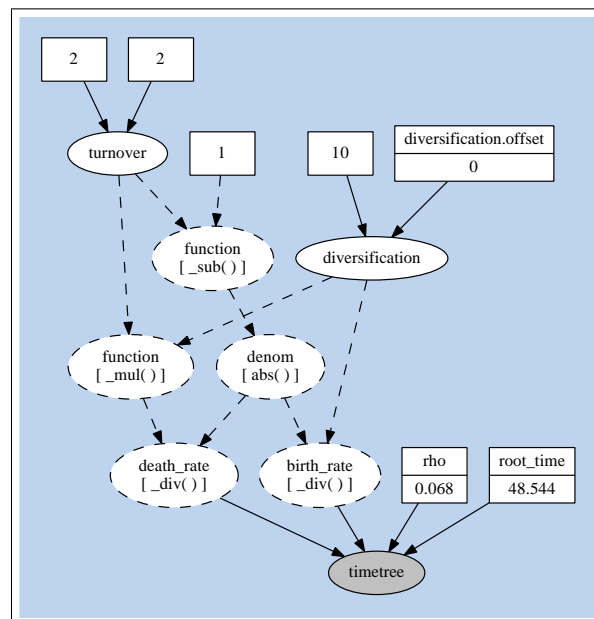 2
2
diversification.offset
0
turnover
1
10
function
[ _sub( ) ]
diversification
function
[ _mul( ) ]
denom
[ abs( ) ]
rho
0.068
root_time
48.544
death_rate
[ _div( ) ]
birth_rate
[ _div( ) ]
timetree